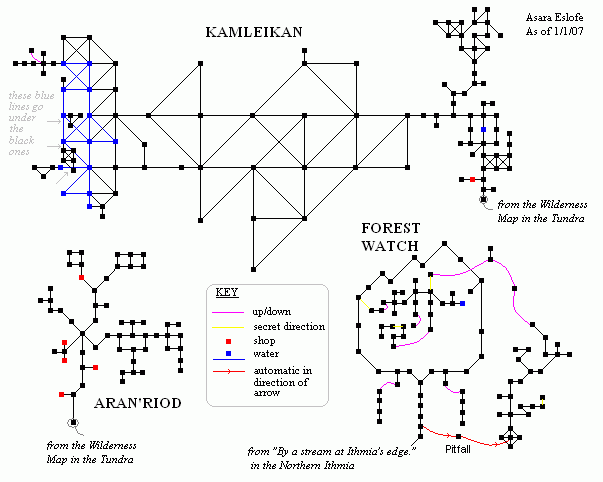 KAMLEIKAN
Asara Eslofe
As of 1/1/07
these blue
lines go
under
the
black
ones
from the Wilderness
Map in the Tundra
FOREST
WATCH
KEY
up/down
secret direction
shop
water
automatic in
direction of
arrow
ARAN'RIOD
from the Wilderness
Map in the Tundra
from "By a stream at Ithmia's edge."
in the Northern Ithmia
Pitfall